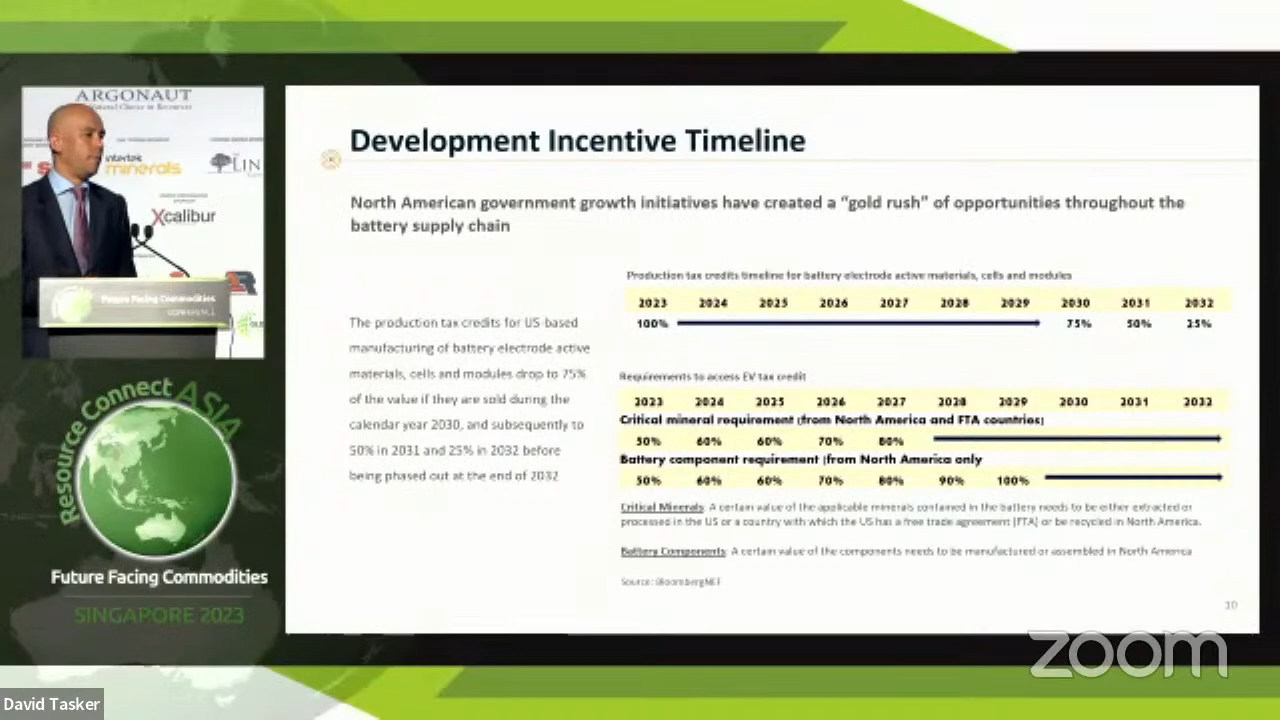 ARGONAUT
intertek
minerals
LIN
Xcalibur
Future Facing Commodities
CONFERENCE
Resource Connect ASIA
Future Facing Commodities
SINGAPORE 2023
David Tasker
Development Incentive Timeline
North American government growth initiatives have created a “gold rush” of opportunities throughout the
battery supply chain
The production tax credits for US-based
manufacturing of battery electrode active
materials, cells and modules drop to 75%
of the value if they are sold during the
calendar year 2030, and subsequently to
50% in 2031 and 25% in 2032 before
being phased out at the end of 2032
Production tax credits timeline for battery electrode active materials, cells and modules
2023 2024 2025 2026 2027 2028 2029 2030 2031 2032
100% 75% 50% 25%
Requirements to access EV tax credit
2023 2024 2025 2026 2027 2028 2029 2030 2031 2032
Critical mineral requirement (from North America and FTA countries)
50% 60% 60% 70% 80%
Battery component requirement (from North America only
50% 60% 60% 70% 80% 90% 100%
Critical Minerals: A certain value of the applicable minerals contained in the battery needs to be either extracted or
processed in the US or a country with which the US has a free trade agreement (FTA) or be recycled in North America.
Battery Components: A certain value of the components needs to be manufactured or assembled in North America
Source: BloombergNEF
10
zoom